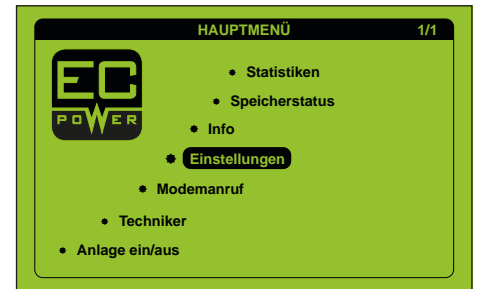 HAUPTMENÜ 1/1
EC
POWER
Statistiken
Speicherstatus
Info
Einstellungen
Modemanruf
Techniker
Anlage ein/aus